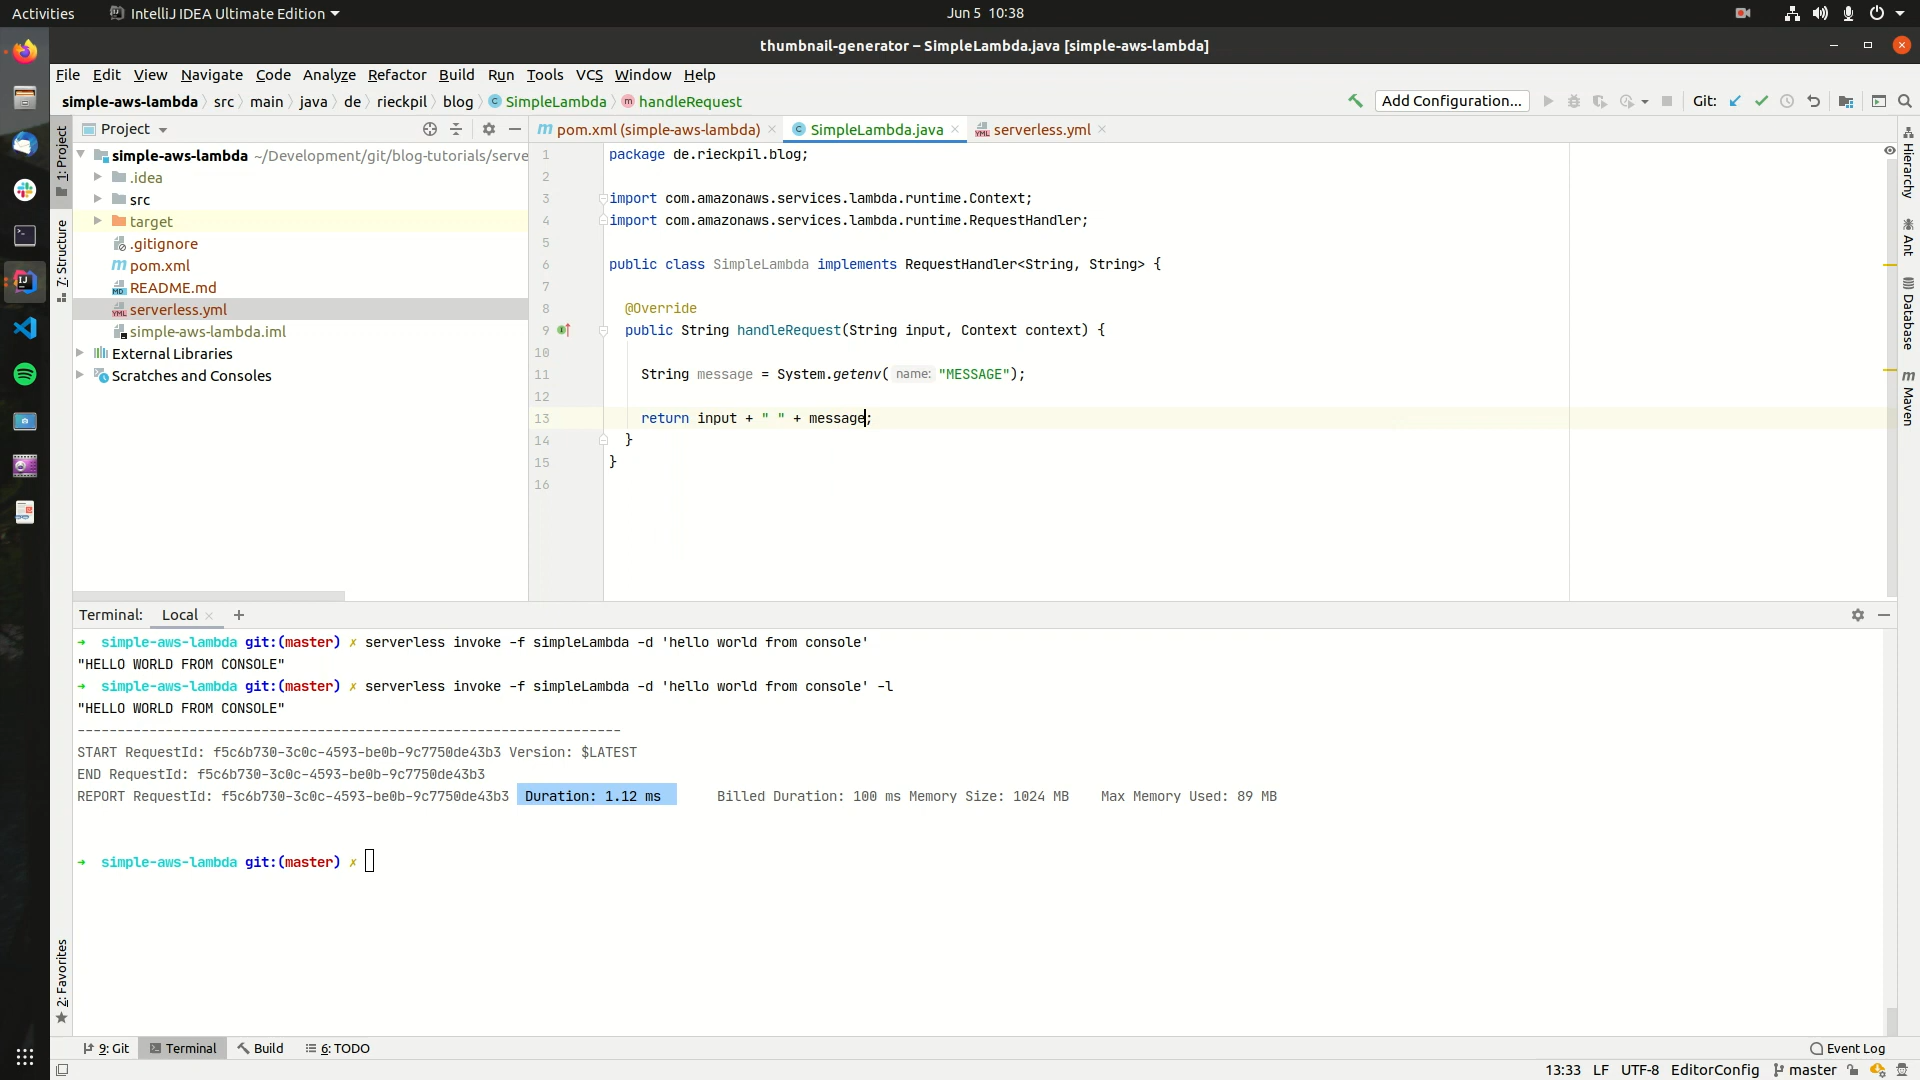 Activities
IntelliJ IDEA Ultimate Edition
Jun 5 10:38
thumbnail-generator – SimpleLambda.java [simple-aws-lambda]
File Edit View Navigate Code Analyze Refactor Build Run Tools VCS Window Help
simple-aws-lambda src main java de rieckpil blog SimpleLambda handleRequest
Add Configuration...
Git:
1: Project
7: Structure
2: Favorites
Project
simple-aws-lambda ~/Development/git/blog-tutorials/serve
.idea
src
target
.gitignore
pom.xml
README.md
serverless.yml
simple-aws-lambda.iml
External Libraries
Scratches and Consoles
pom.xml (simple-aws-lambda)
SimpleLambda.java
serverless.yml
1 package de.rieckpil.blog;
2
3 import com.amazonaws.services.lambda.runtime.Context;
4 import com.amazonaws.services.lambda.runtime.RequestHandler;
5
6 public class SimpleLambda implements RequestHandler<String, String> {
7
8 @Override
9 public String handleRequest(String input, Context context) {
10
11 String message = System.getenv( name: "MESSAGE");
12
13 return input + " " + message;
14 }
15 }
16
Hierarchy
Ant
Database
Maven
Terminal: Local +
➜ simple-aws-lambda git:(master) ✗ serverless invoke -f simpleLambda -d 'hello world from console'
"HELLO WORLD FROM CONSOLE"
➜ simple-aws-lambda git:(master) ✗ serverless invoke -f simpleLambda -d 'hello world from console' -l
"HELLO WORLD FROM CONSOLE"
--------------------------------------------------------------------
START RequestId: f5c6b730-3c0c-4593-be0b-9c7750de43b3 Version: $LATEST
END RequestId: f5c6b730-3c0c-4593-be0b-9c7750de43b3
REPORT RequestId: f5c6b730-3c0c-4593-be0b-9c7750de43b3 Duration: 1.12 ms Billed Duration: 100 ms Memory Size: 1024 MB Max Memory Used: 89 MB
➜ simple-aws-lambda git:(master) ✗
9: Git
Terminal
Build
6: TODO
Event Log
13:33 LF UTF-8 EditorConfig master